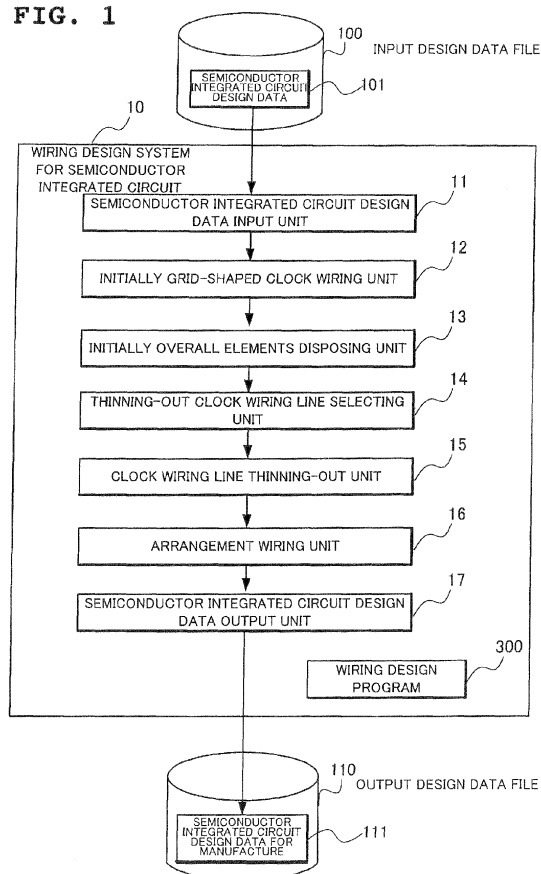 FIG. 1
100
INPUT DESIGN DATA FILE
SEMICONDUCTOR
INTEGRATED CIRCUIT
DESIGN DATA
101
10
WIRING DESIGN SYSTEM
FOR SEMICONDUCTOR
INTEGRATED CIRCUIT
11
SEMICONDUCTOR INTEGRATED CIRCUIT DESIGN
DATA INPUT UNIT
12
INITIALLY GRID-SHAPED CLOCK WIRING UNIT
13
INITIALLY OVERALL ELEMENTS DISPOSING UNIT
14
THINNING-OUT CLOCK WIRING LINE SELECTING
UNIT
15
CLOCK WIRING LINE THINNING-OUT UNIT
16
ARRANGEMENT WIRING UNIT
17
SEMICONDUCTOR INTEGRATED CIRCUIT DESIGN
DATA OUTPUT UNIT
300
WIRING DESIGN
PROGRAM
110
OUTPUT DESIGN DATA FILE
SEMICONDUCTOR
INTEGRATED CIRCUIT
DESIGN DATA FOR
MANUFACTURE
111